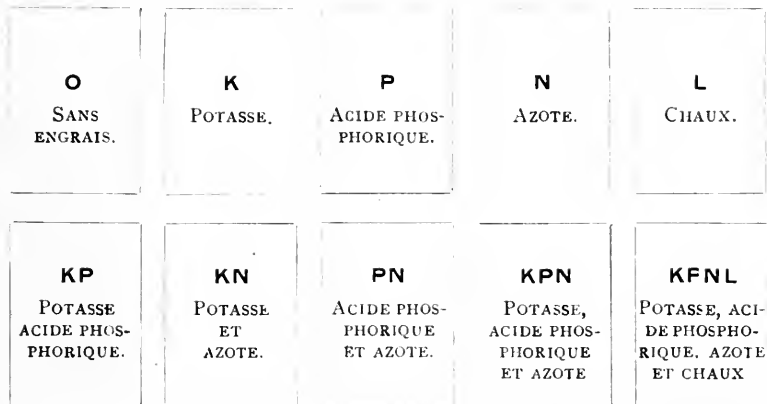 O
SANS
ENGRAIS.
K
POTASSE.
P
ACIDE PHOS-
PHORIQUE.
N
AZOTE.
L
CHAUX.
KP
POTASSE
ACIDE PHOS-
PHORIQUE.
KN
POTASSE
ET
AZOTE.
PN
ACIDE PHOS-
PHORIQUE
ET AZOTE.
KPN
POTASSE,
ACIDE PHOS-
PHORIQUE
ET AZOTE
KPNL
POTASSE, ACI-
DE PHOSPHO-
RIQUE, AZOTE
ET CHAUX